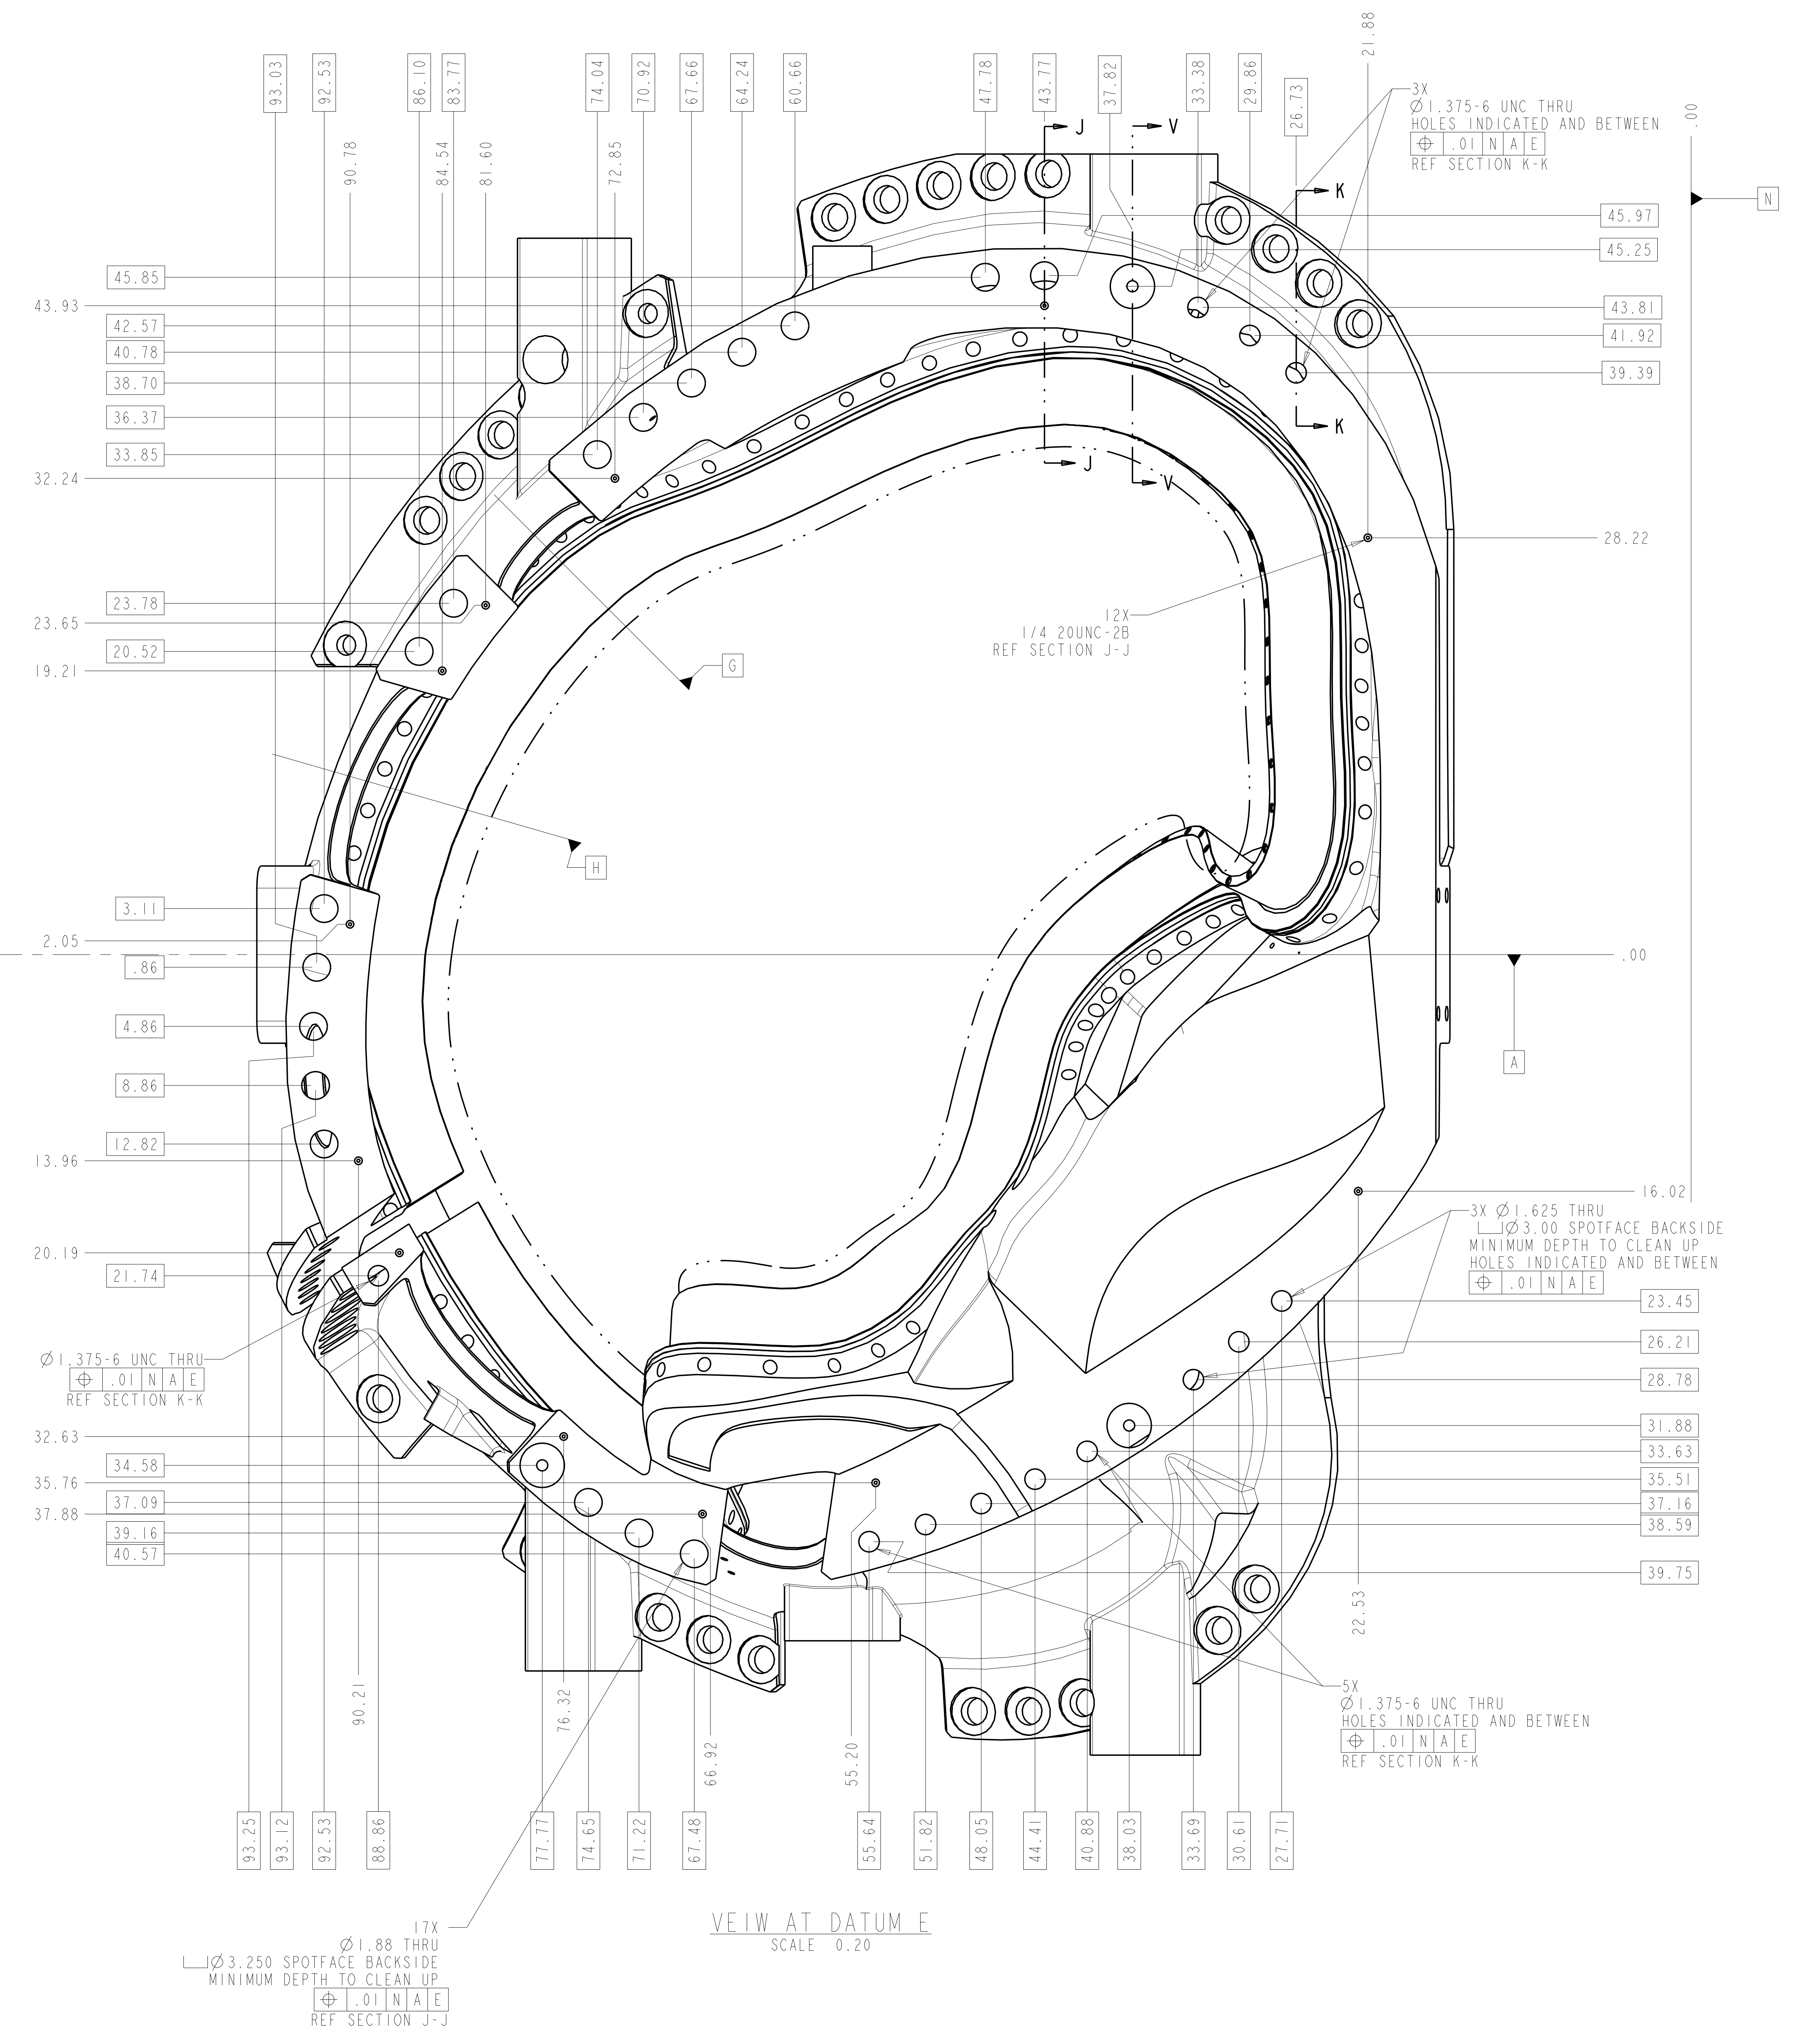 93.03
92.53
90.78
86.10
84.54
83.77
81.60
74.04
72.85
70.92
67.66
64.24
60.66
47.78
43.77
37.82
33.38
29.86
26.73
21.88
.00
3X
Ø1.375-6 UNC THRU
HOLES INDICATED AND BETWEEN
⌖ .01 N A E
REF SECTION K-K
J
V
K
N
45.97
45.25
43.81
41.92
39.39
K
J
V
45.85
43.93
42.57
40.78
38.70
36.37
33.85
32.24
28.22
12X
1/4 20UNC-2B
REF SECTION J-J
23.78
23.65
20.52
19.21
G
H
3.11
2.05
.86
.00
4.86
8.86
A
12.82
13.96
16.02
3X Ø1.625 THRU
⌴Ø3.00 SPOTFACE BACKSIDE
MINIMUM DEPTH TO CLEAN UP
HOLES INDICATED AND BETWEEN
⌖ .01 N A E
20.19
21.74
Ø1.375-6 UNC THRU
⌖ .01 N A E
REF SECTION K-K
23.45
26.21
28.78
31.88
33.63
35.51
37.16
38.59
39.75
32.63
34.58
35.76
37.09
37.88
39.16
40.57
22.53
5X
Ø1.375-6 UNC THRU
HOLES INDICATED AND BETWEEN
⌖ .01 N A E
REF SECTION K-K
90.21
76.32
66.92
55.20
93.25
93.12
92.53
88.86
77.77
74.65
71.22
67.48
55.64
51.82
48.05
44.41
40.88
38.03
33.69
30.61
27.71
17X
Ø1.88 THRU
⌴Ø3.250 SPOTFACE BACKSIDE
MINIMUM DEPTH TO CLEAN UP
⌖ .01 N A E
REF SECTION J-J
VEIW AT DATUM E
SCALE 0.20